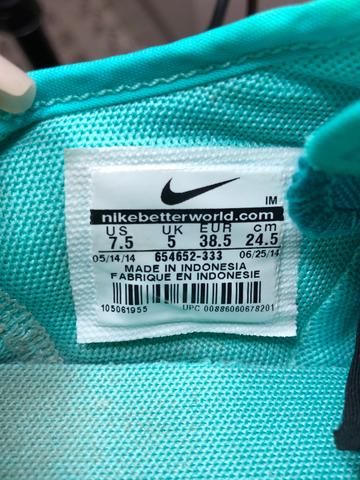 IM
nikebetterworld.com
US UK EUR cm
7.5 5 38.5 24.5
05/14/14 654652-333 06/25/14
MADE IN INDONESIA
FABRIQUE EN INDONESIE
105061955 UPC 00886060678201